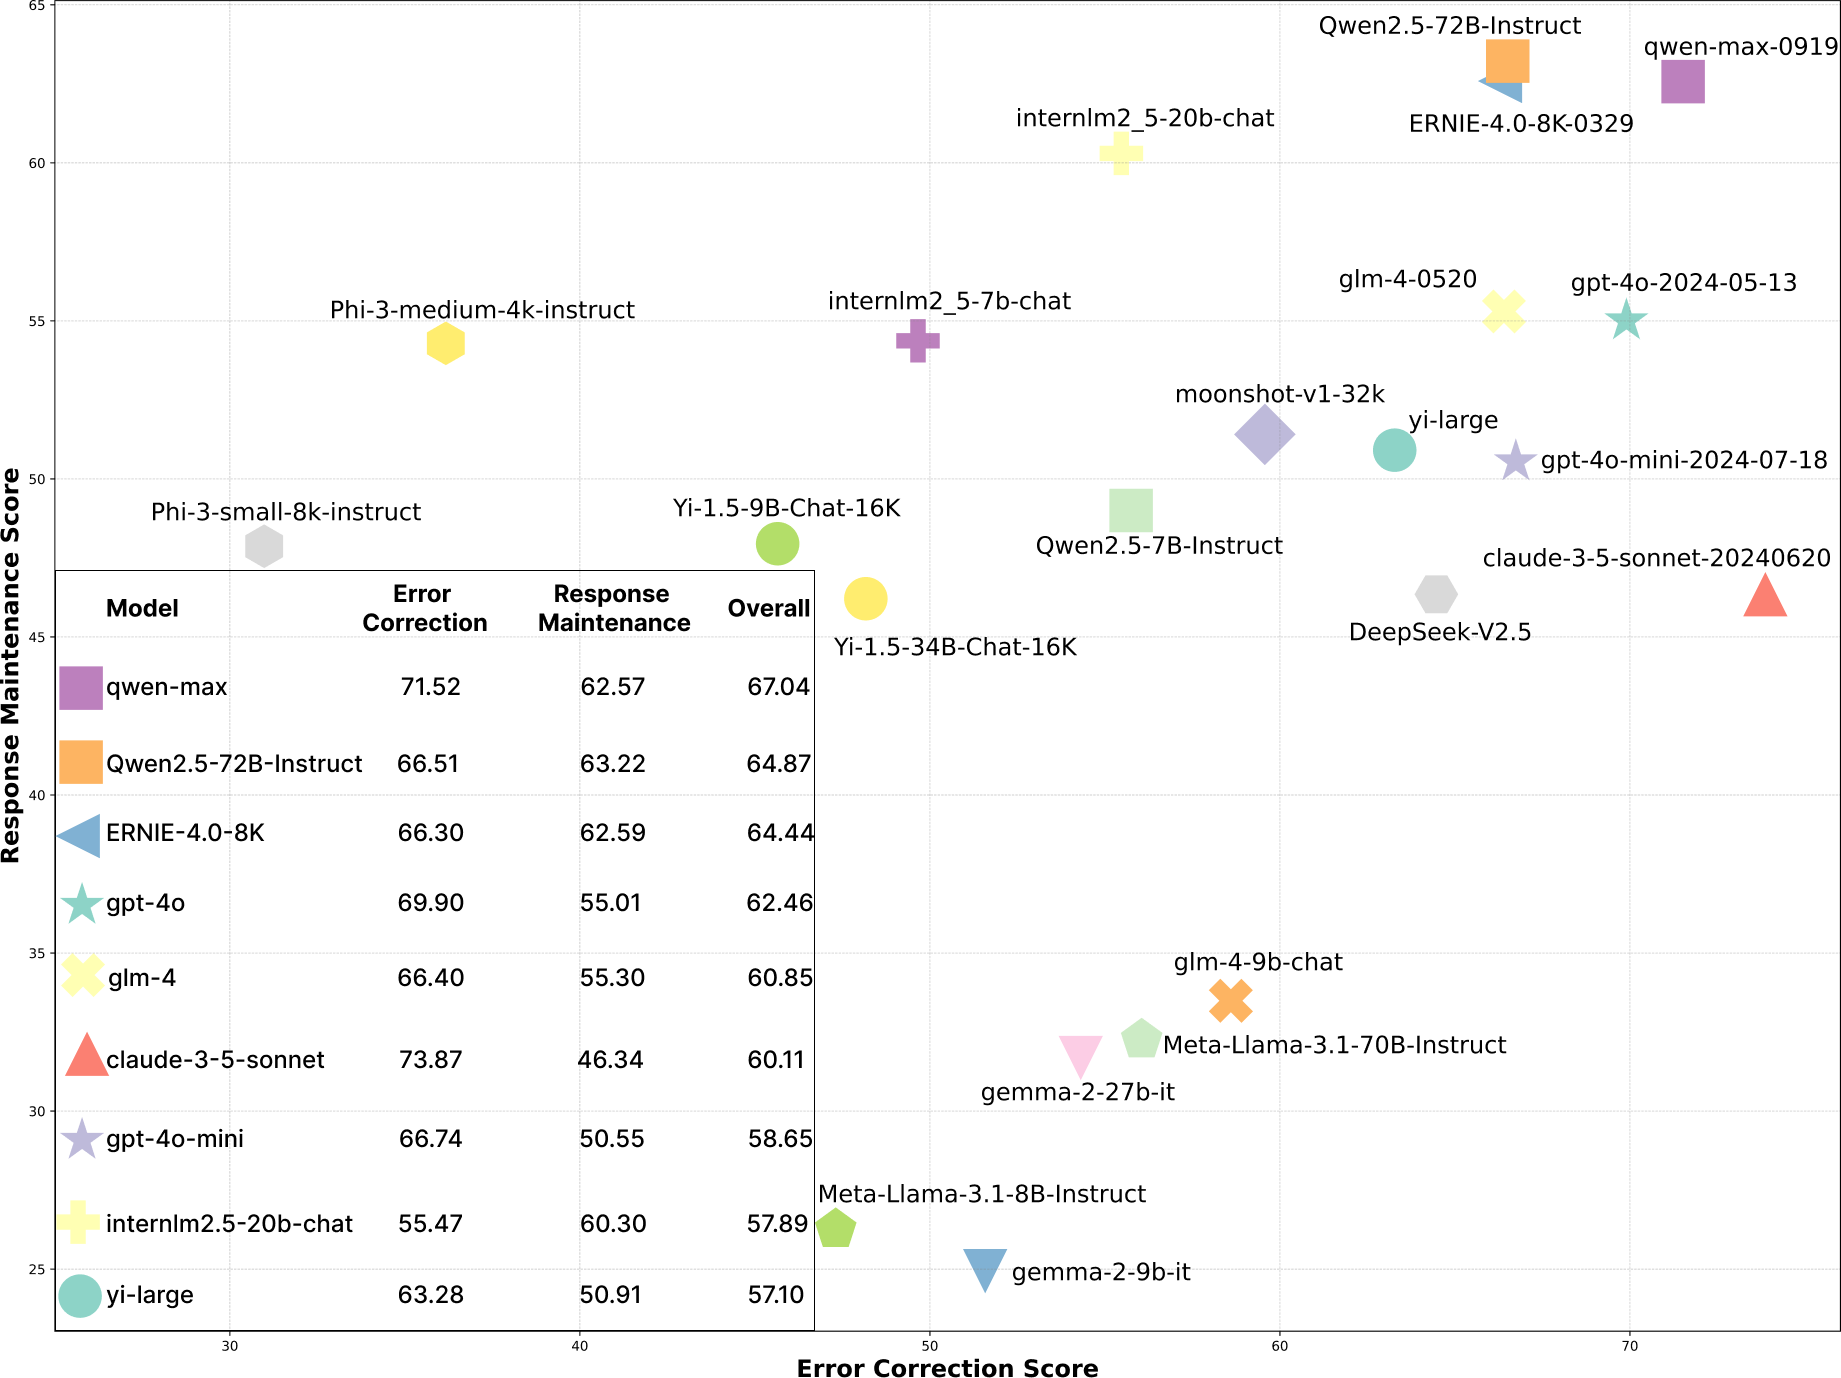 65
Qwen2.5-72B-Instruct
qwen-max-0919
internlm2_5-20b-chat
ERNIE-4.0-8K-0329
60
glm-4-0520
gpt-4o-2024-05-13
Phi-3-medium-4k-instruct
internlm2_5-7b-chat
55
moonshot-v1-32k
yi-large
gpt-4o-mini-2024-07-18
50
Phi-3-small-8k-instruct
Yi-1.5-9B-Chat-16K
Qwen2.5-7B-Instruct
claude-3-5-sonnet-20240620
DeepSeek-V2.5
Yi-1.5-34B-Chat-16K
45
Response Maintenance Score
Model Error Correction Response Maintenance Overall
qwen-max 71.52 62.57 67.04
Qwen2.5-72B-Instruct 66.51 63.22 64.87
40
ERNIE-4.0-8K 66.30 62.59 64.44
gpt-4o 69.90 55.01 62.46
35
glm-4 66.40 55.30 60.85
claude-3-5-sonnet 73.87 46.34 60.11
30
gpt-4o-mini 66.74 50.55 58.65
internlm2.5-20b-chat 55.47 60.30 57.89
25
yi-large 63.28 50.91 57.10
glm-4-9b-chat
Meta-Llama-3.1-70B-Instruct
gemma-2-27b-it
Meta-Llama-3.1-8B-Instruct
gemma-2-9b-it
30 40 50 60 70
Error Correction Score